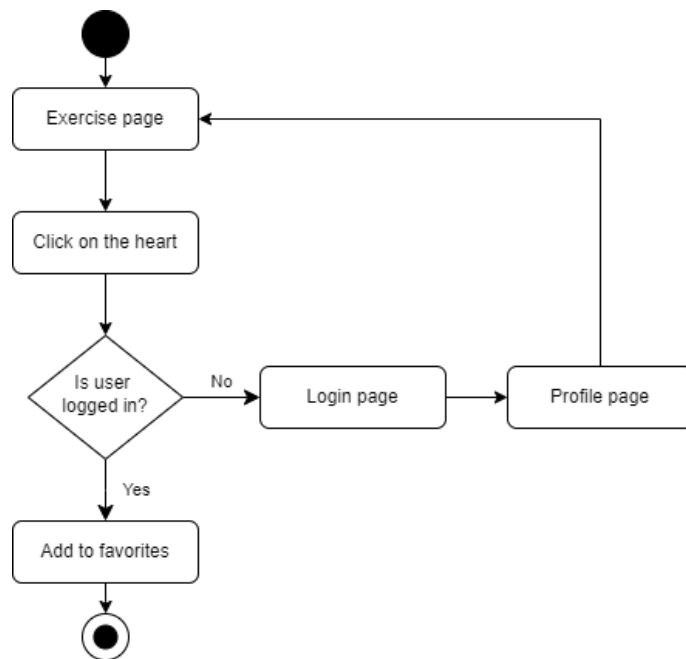 Exercise page
Click on the heart
Is user
logged in?
No
Login page
Profile page
Yes
Add to favorites